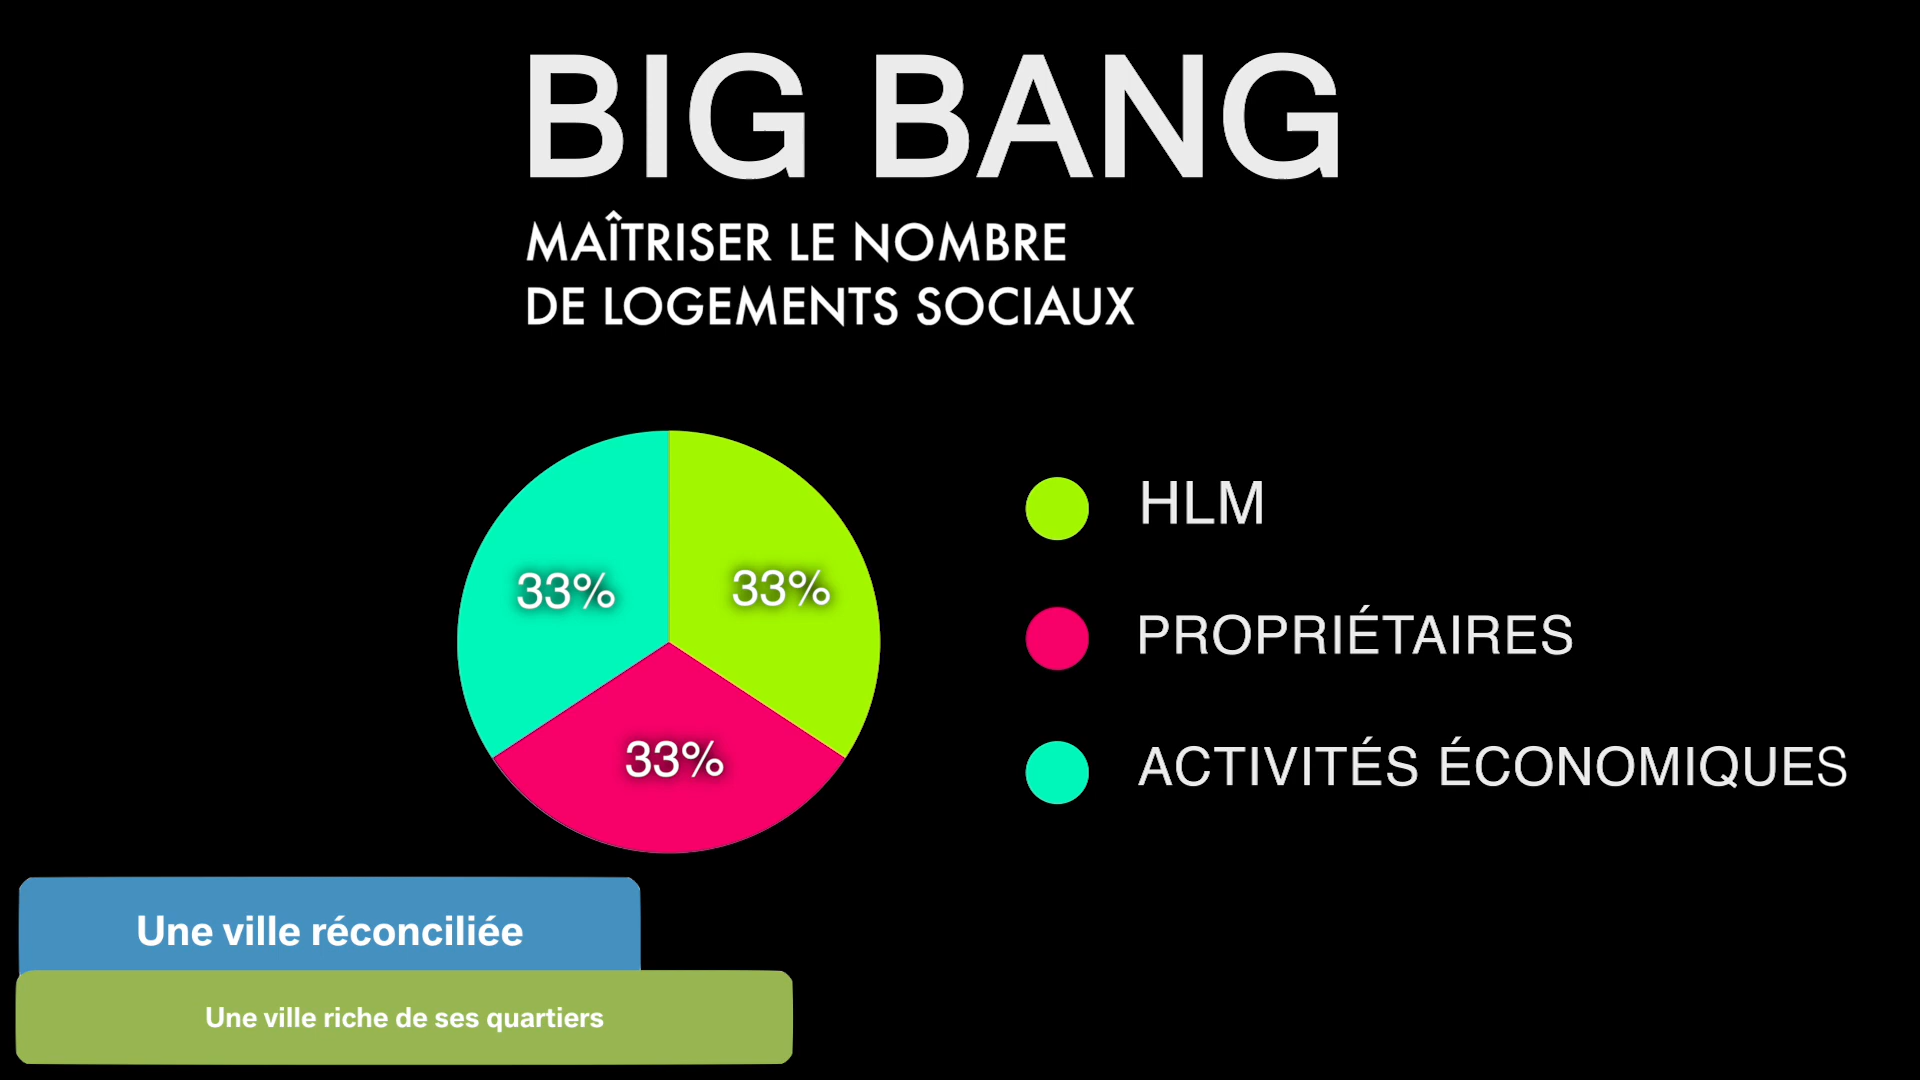 BIG BANG
MAÎTRISER LE NOMBRE
DE LOGEMENTS SOCIAUX
33%
33%
33%
HLM
PROPRIÉTAIRES
ACTIVITÉS ÉCONOMIQUES
Une ville réconciliée
Une ville riche de ses quartiers